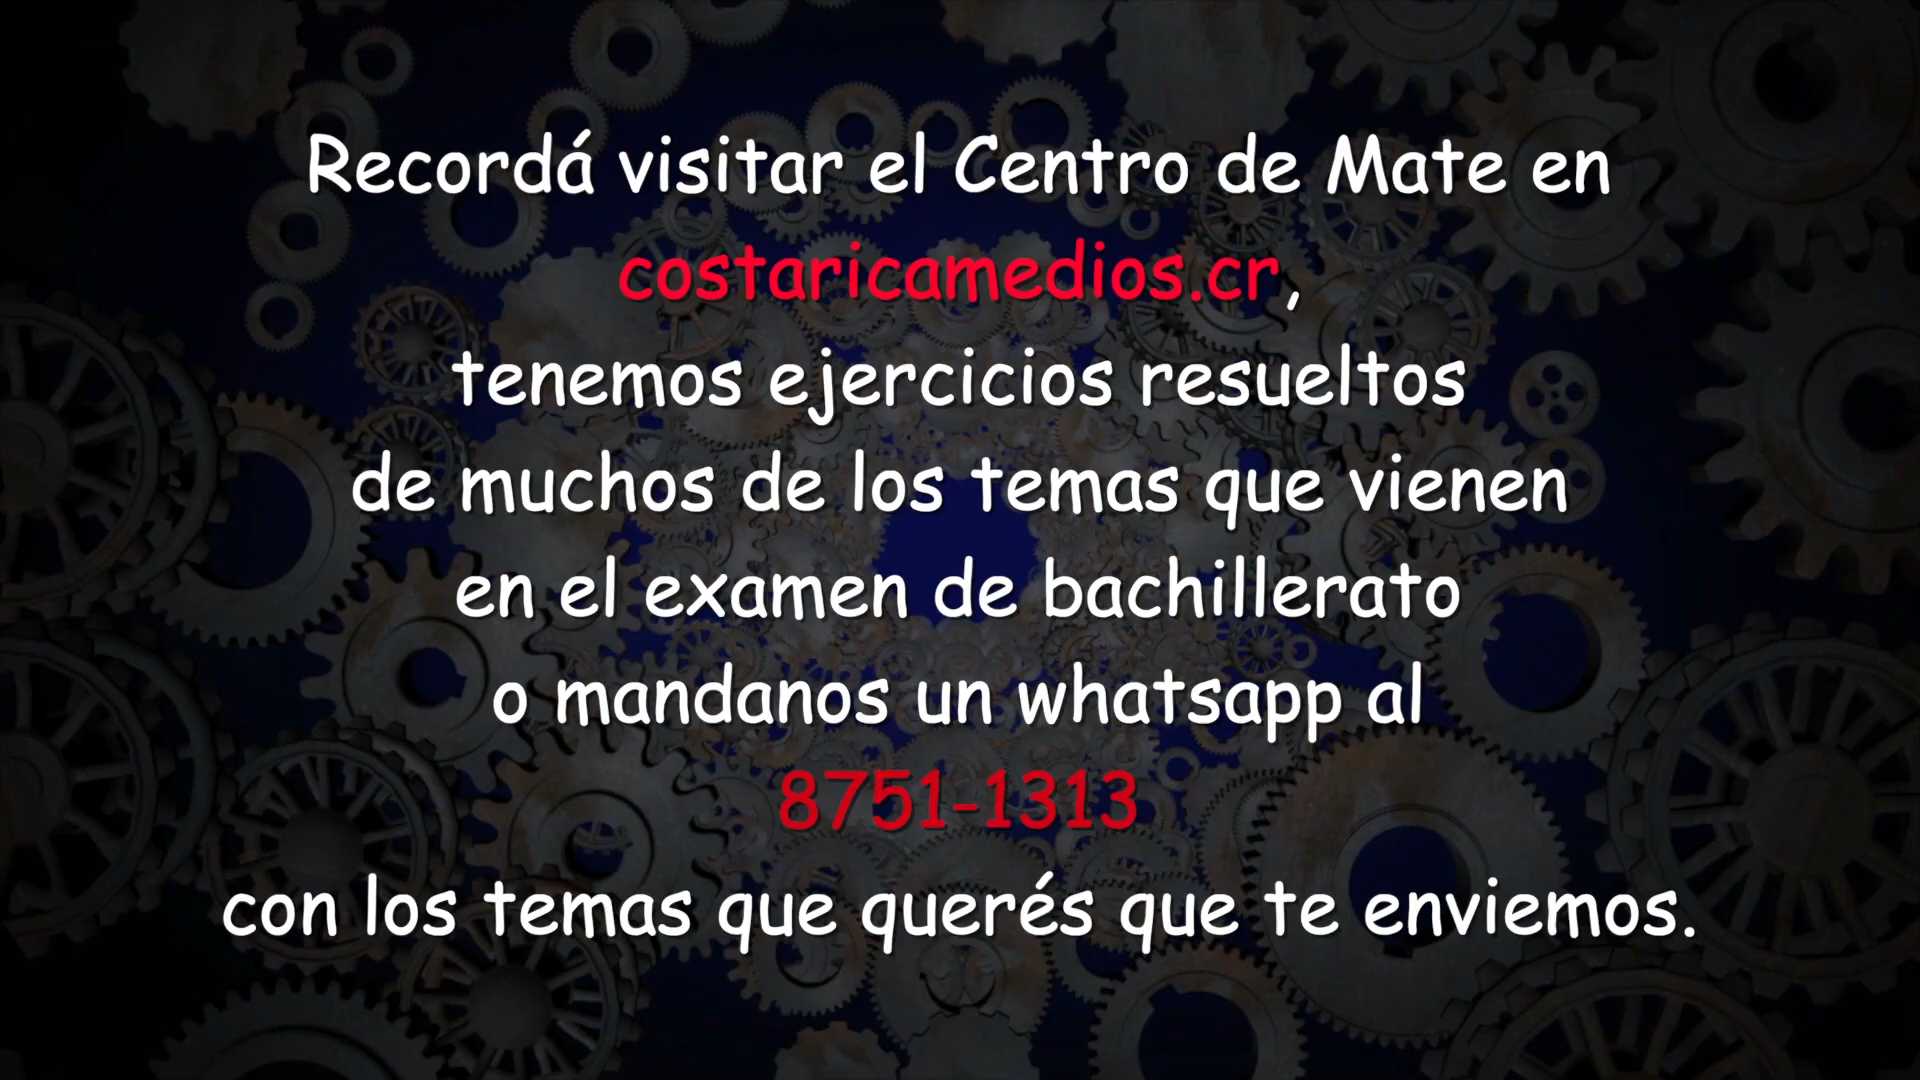 Recordá visitar el Centro de Mate en
costaricamedios.cr,
tenemos ejercicios resueltos
de muchos de los temas que vienen
en el examen de bachillerato
o mandanos un whatsapp al
8751-1313
con los temas que querés que te enviemos.